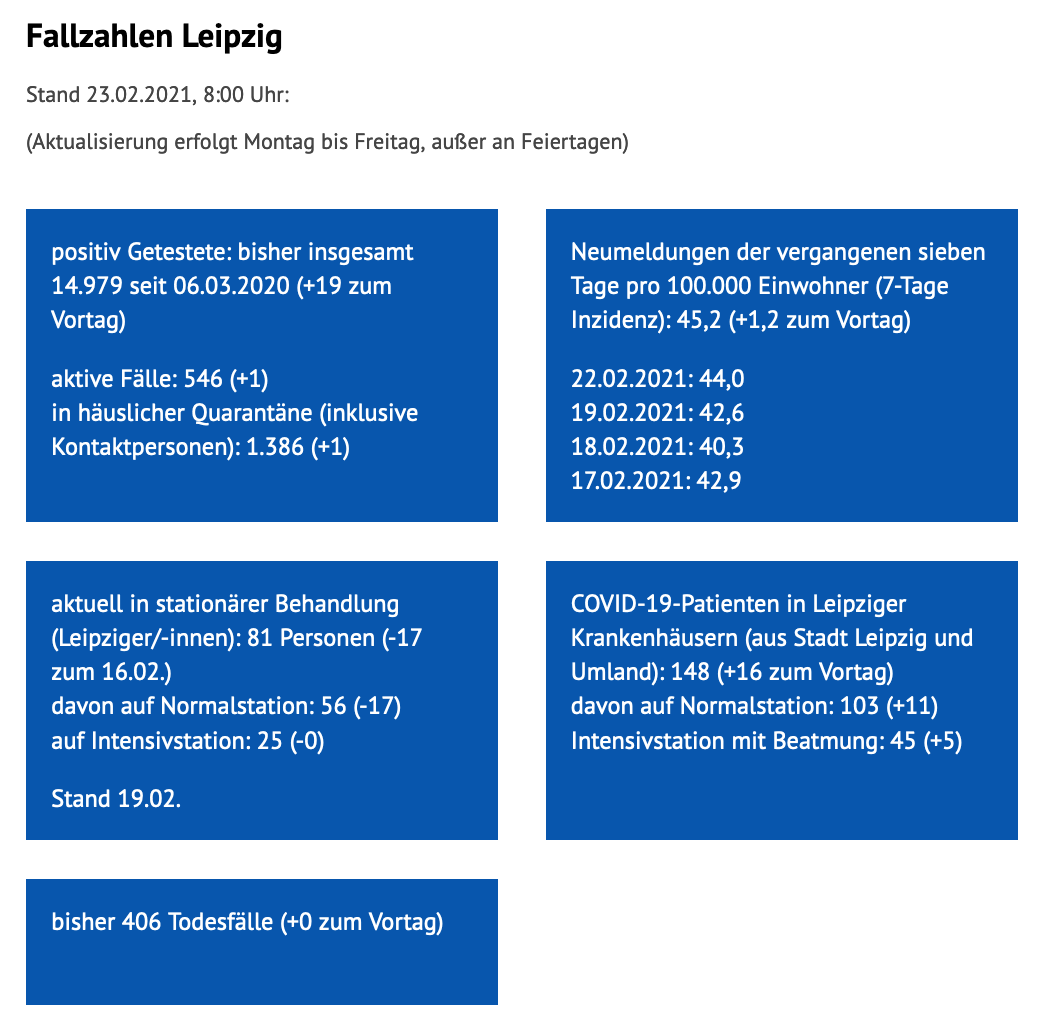 Fallzahlen Leipzig
Stand 23.02.2021, 8:00 Uhr:
(Aktualisierung erfolgt Montag bis Freitag, außer an Feiertagen)
positiv Getestete: bisher insgesamt
14.979 seit 06.03.2020 (+19 zum
Vortag)
aktive Fälle: 546 (+1)
in häuslicher Quarantäne (inklusive
Kontaktpersonen): 1.386 (+1)
Neumeldungen der vergangenen sieben
Tage pro 100.000 Einwohner (7-Tage
Inzidenz): 45,2 (+1,2 zum Vortag)
22.02.2021: 44,0
19.02.2021: 42,6
18.02.2021: 40,3
17.02.2021: 42,9
aktuell in stationärer Behandlung
(Leipziger/-innen): 81 Personen (-17
zum 16.02.)
davon auf Normalstation: 56 (-17)
auf Intensivstation: 25 (-0)
Stand 19.02.
COVID-19-Patienten in Leipziger
Krankenhäusern (aus Stadt Leipzig und
Umland): 148 (+16 zum Vortag)
davon auf Normalstation: 103 (+11)
Intensivstation mit Beatmung: 45 (+5)
bisher 406 Todesfälle (+0 zum Vortag)